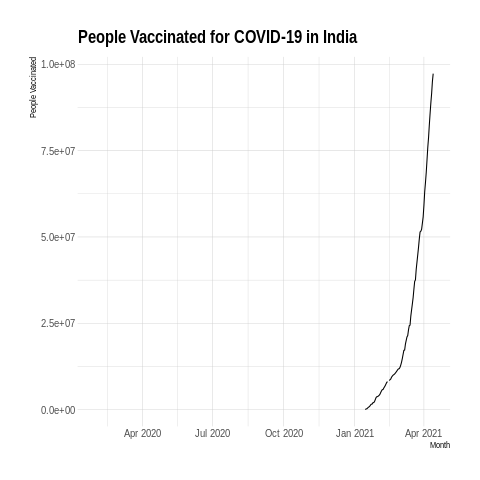 People Vaccinated for COVID-19 in India
People Vaccinated
1.0e+08
7.5e+07
5.0e+07
2.5e+07
0.0e+00
Apr 2020 Jul 2020 Oct 2020 Jan 2021 Apr 2021
Month